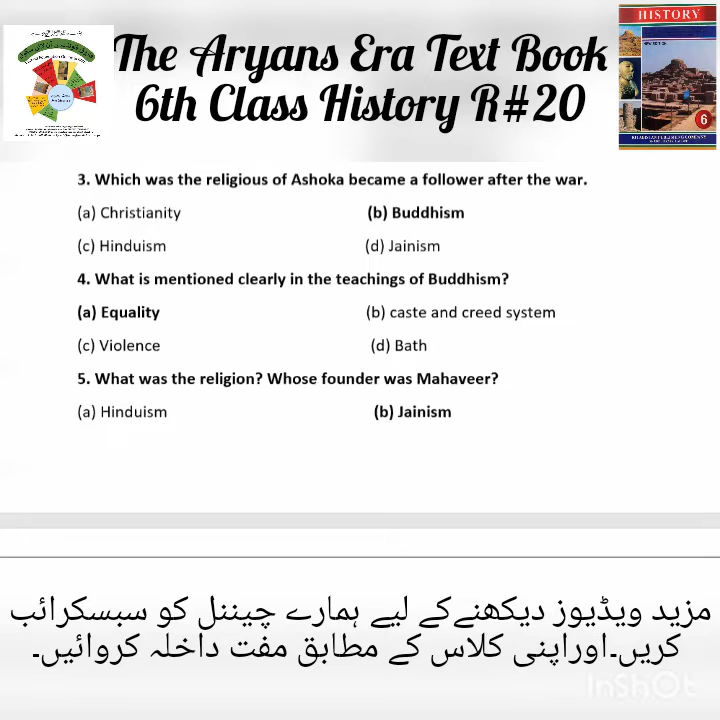 The Aryans Era Text Book
6th Class History R#20
HISTORY
6
3. Which was the religious of Ashoka became a follower after the war.
(a) Christianity (b) Buddhism
(c) Hinduism (d) Jainism
4. What is mentioned clearly in the teachings of Buddhism?
(a) Equality (b) caste and creed system
(c) Violence (d) Bath
5. What was the religion? Whose founder was Mahaveer?
(a) Hinduism (b) Jainism
مزید ویڈیوز دیکھنےکے لیے ہمارے چیننل کو سبسکرائب
کریں۔اوراپنی کلاس کے مطابق مفت داخلہ کروائیں۔
InShOt